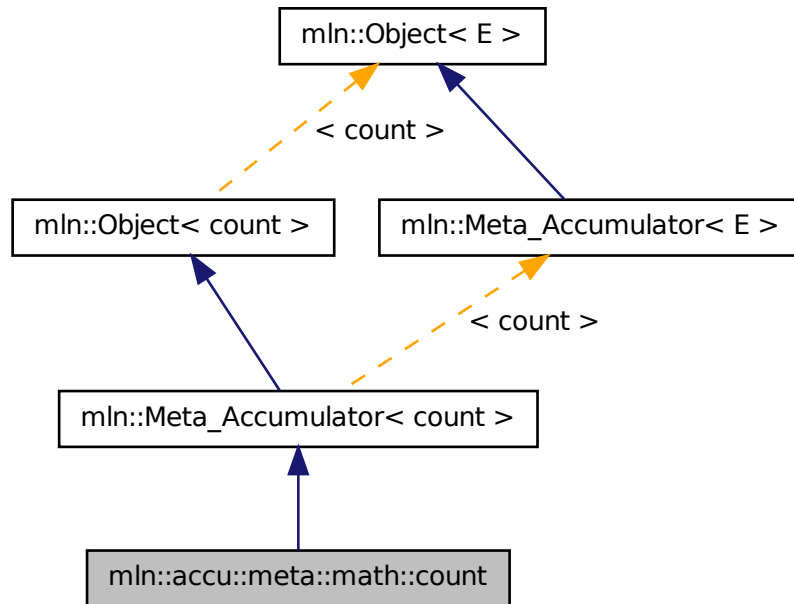 mln::Object< E >
< count >
mln::Object< count >
mln::Meta_Accumulator< E >
< count >
mln::Meta_Accumulator< count >
mln::accu::meta::math::count